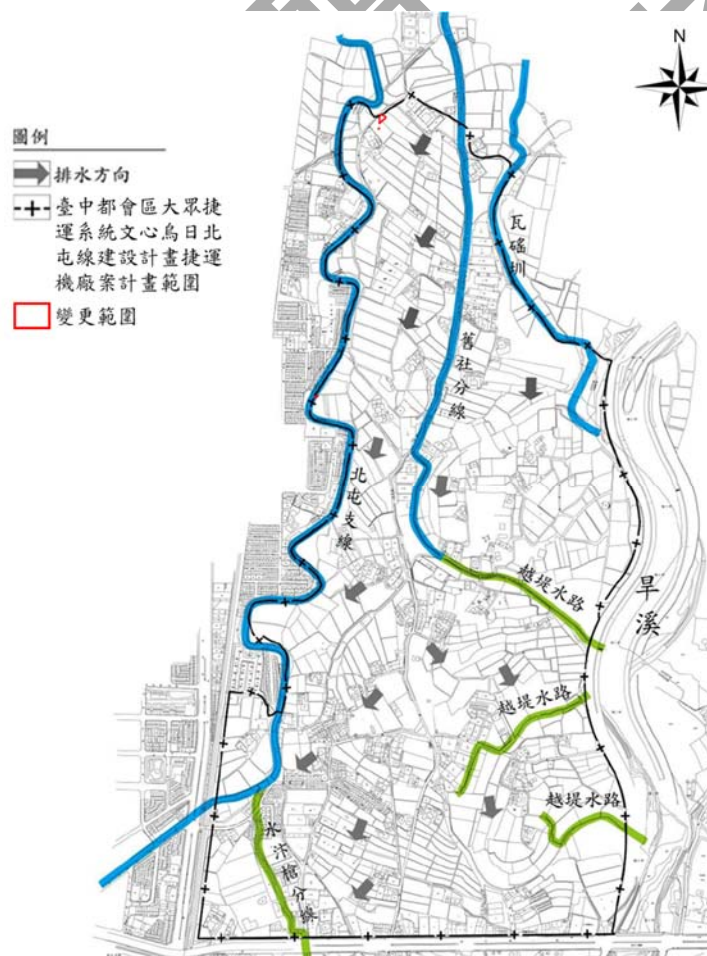 N
圖例
排水方向
臺中都會區大眾捷
運系統文心烏日北
屯線建設計畫捷運
機廠案計畫範圍
變更範圍
瓦磘圳
舊社分線
北屯支線
越堤水路
旱溪
越堤水路
越堤水路
水汴檜分線